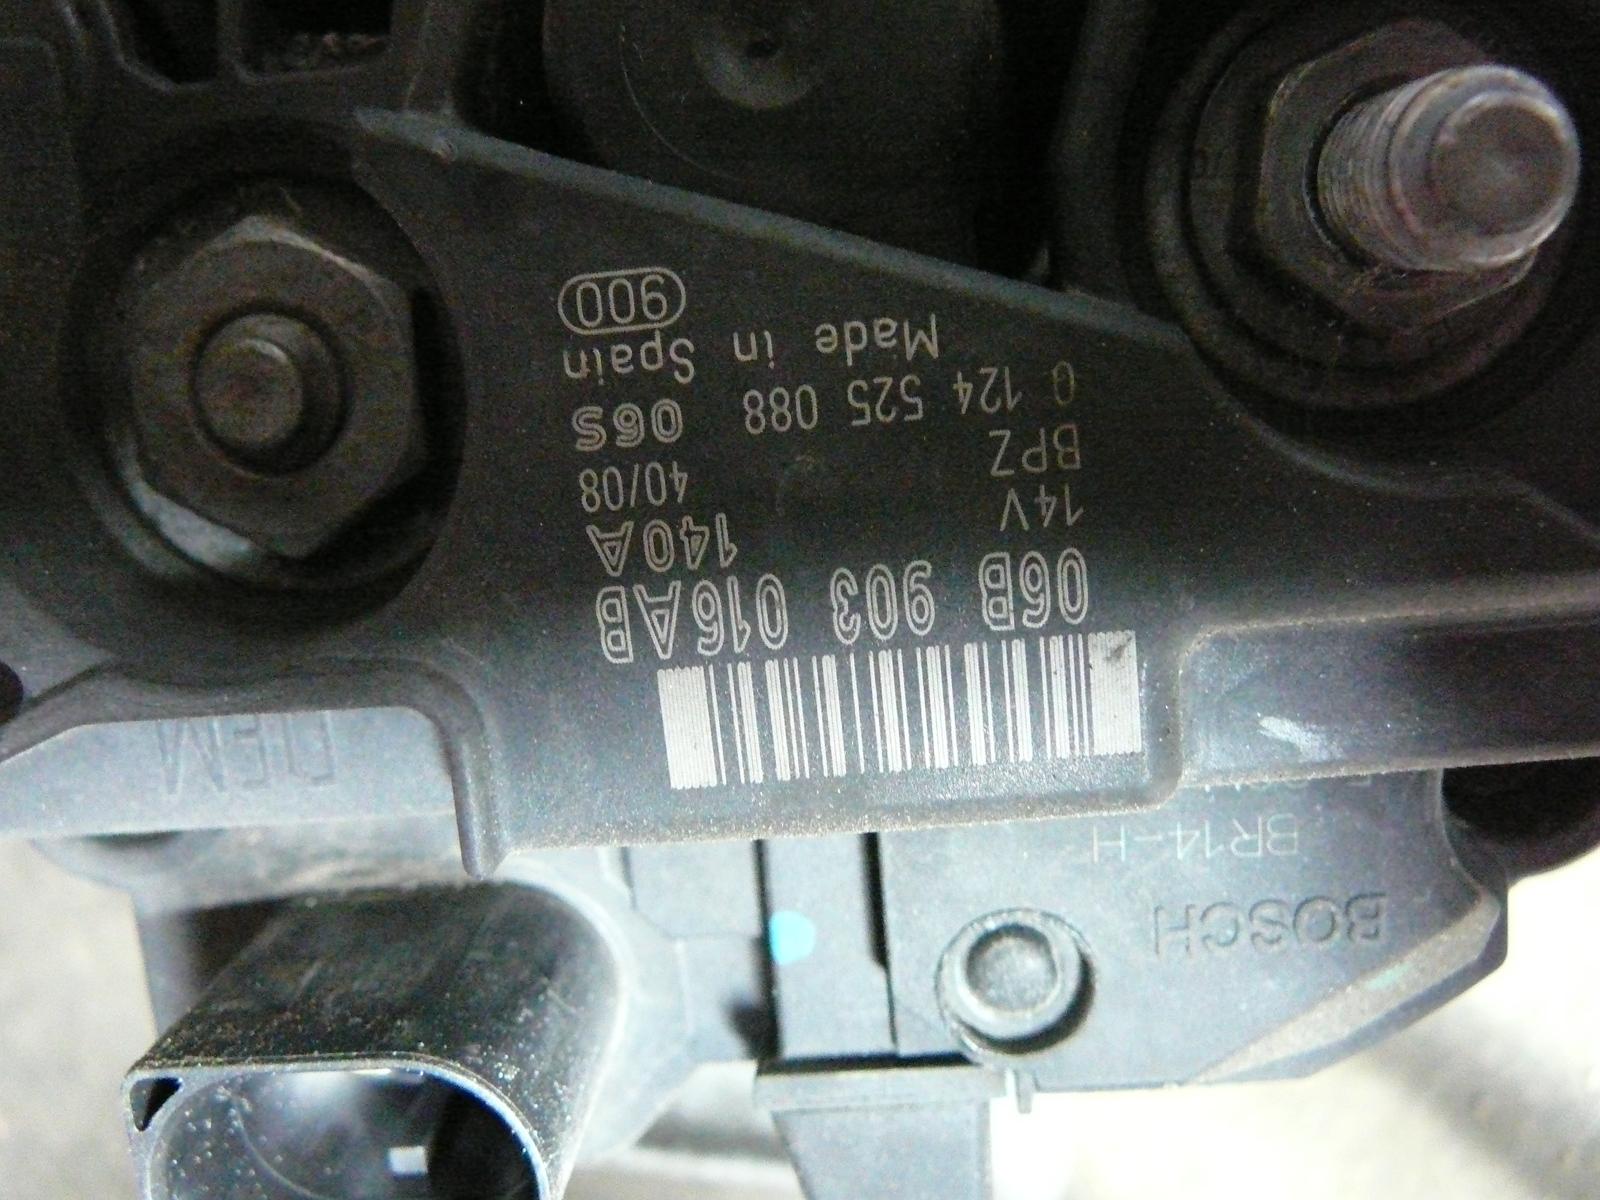 06B 903 016AB
14V 140A
BPZ 40/08
0 124 525 088 06S
Made in Spain 900
BOSCH
BR14-H